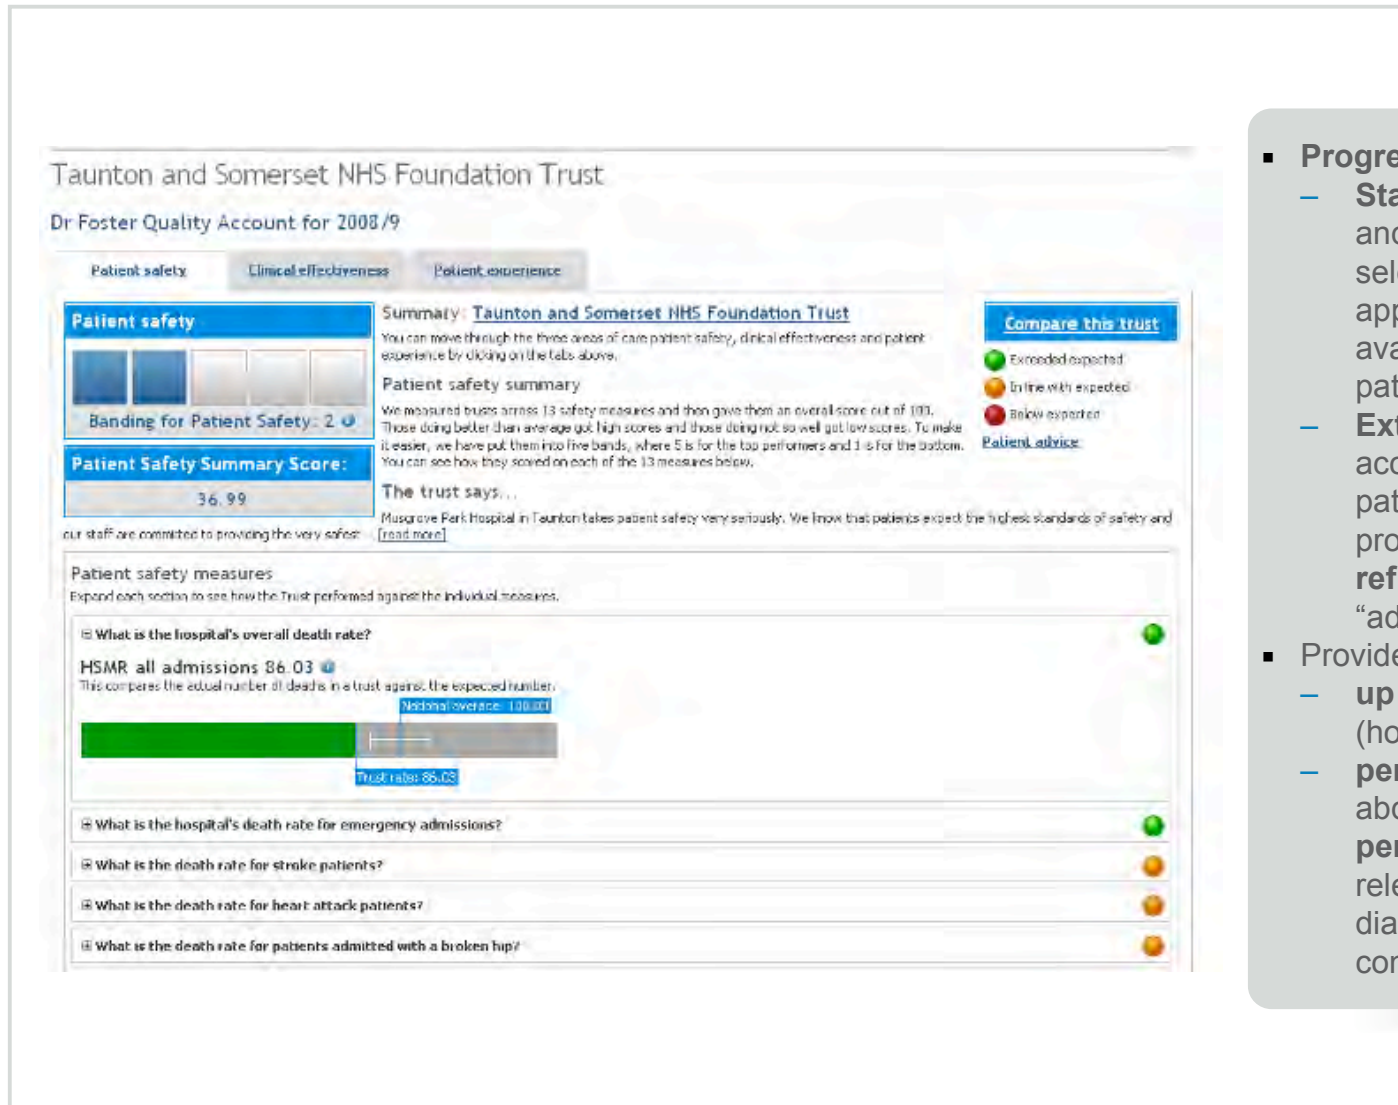 Taunton and Somerset NHS Foundation Trust
Dr Foster Quality Account for 2008/9
Patient safety
Clinical effectiveness
Patient experience
Patient safety
Banding for Patient Safety: 2
Patient Safety Summary Score:
36.99
Summary: Taunton and Somerset NHS Foundation Trust
You can move through the three areas of care patient safety, clinical effectiveness and patient
experience by clicking on the tabs above.
Patient safety summary
We measured trusts across 13 safety measures and then gave them an overall score out of 100.
Those doing better than average got high scores and those doing not so well got low scores. To make
it easier, we have put them into five bands, where 5 is for the top performers and 1 is for the bottom.
You can see how they scored on each of the 13 measures below.
The trust says...
Musgrove Park Hospital in Taunton takes patient safety very seriously. We know that patients expect the highest standards of safety and
our staff are committed to providing the very safest [read more]
Compare this trust
Exceeded expected
In line with expected
Below expected
Patient advice
Patient safety measures
Expand each section to see how the Trust performed against the individual measures.
What is the hospital's overall death rate?
HSMR all admissions 86.03
This compares the actual number of deaths in a trust against the expected number.
National average: 100.00
Trust rate: 86.03
What is the hospital's death rate for emergency admissions?
What is the death rate for stroke patients?
What is the death rate for heart attack patients?
What is the death rate for patients admitted with a broken hip?
▪ Progre
– Sta
and
sel
app
ava
pat
– Ext
acc
pat
pro
ref
“ad
▪ Provide
– up
(ho
– per
abo
per
rele
dia
con